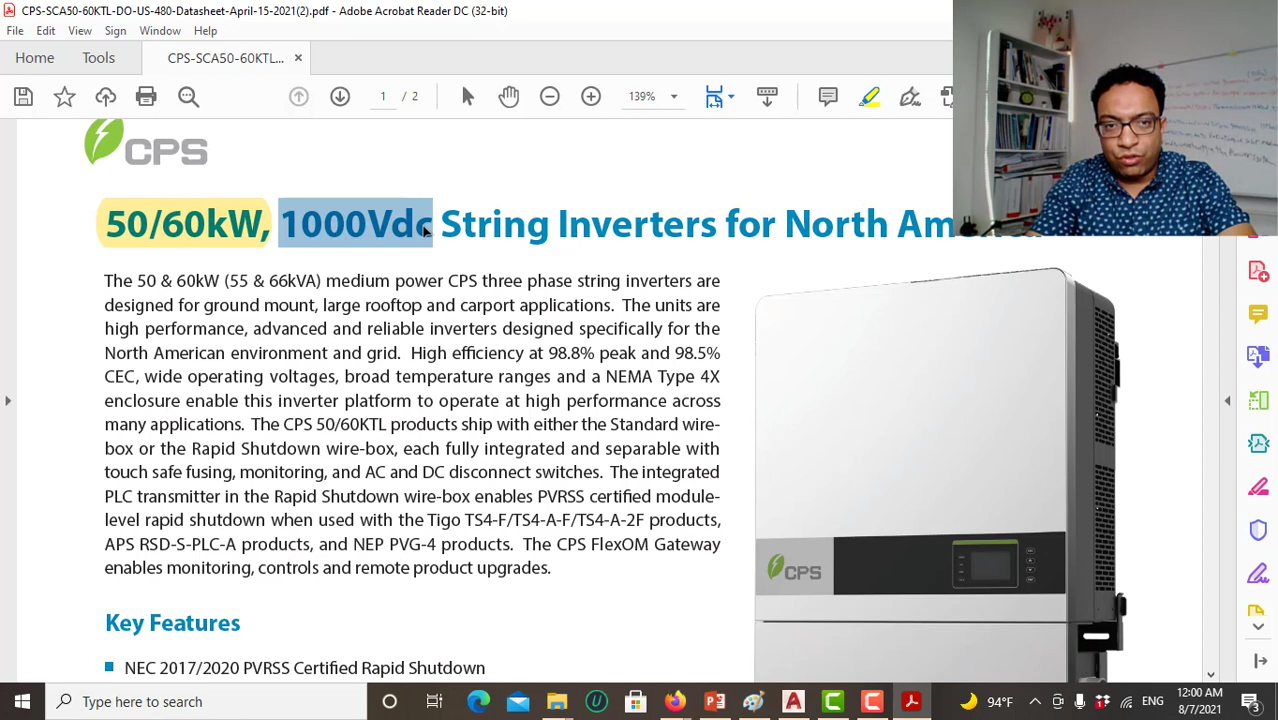 CPS-SCA50-60KTL-DO-US-480-Datasheet-April-15-2021(2).pdf - Adobe Acrobat Reader DC (32-bit)
File Edit View Sign Window Help
Home Tools CPS-SCA50-60KTL... ×
1 / 2 139%
CPS
50/60kW, 1000Vdc String Inverters for North
The 50 & 60kW (55 & 66kVA) medium power CPS three phase string inverters are
designed for ground mount, large rooftop and carport applications. The units are
high performance, advanced and reliable inverters designed specifically for the
North American environment and grid. High efficiency at 98.8% peak and 98.5%
CEC, wide operating voltages, broad temperature ranges and a NEMA Type 4X
enclosure enable this inverter platform to operate at high performance across
many applications. The CPS 50/60KTL products ship with either the Standard wire-
box or the Rapid Shutdown wire-box, each fully integrated and separable with
touch safe fusing, monitoring, and AC and DC disconnect switches. The integrated
PLC transmitter in the Rapid Shutdown wire-box enables PVRSS certified module-
level rapid shutdown when used with the Tigo TS4-F/TS4-A-F/TS4-A-2F products,
APS RSD-S-PLC-A products, and NEP PVG-4 products. The CPS FlexOM Gateway
enables monitoring, controls and remote product upgrades.
CPS
Key Features
NEC 2017/2020 PVRSS Certified Rapid Shutdown
Type here to search
94°F ENG 12:00 AM
8/7/2021
3